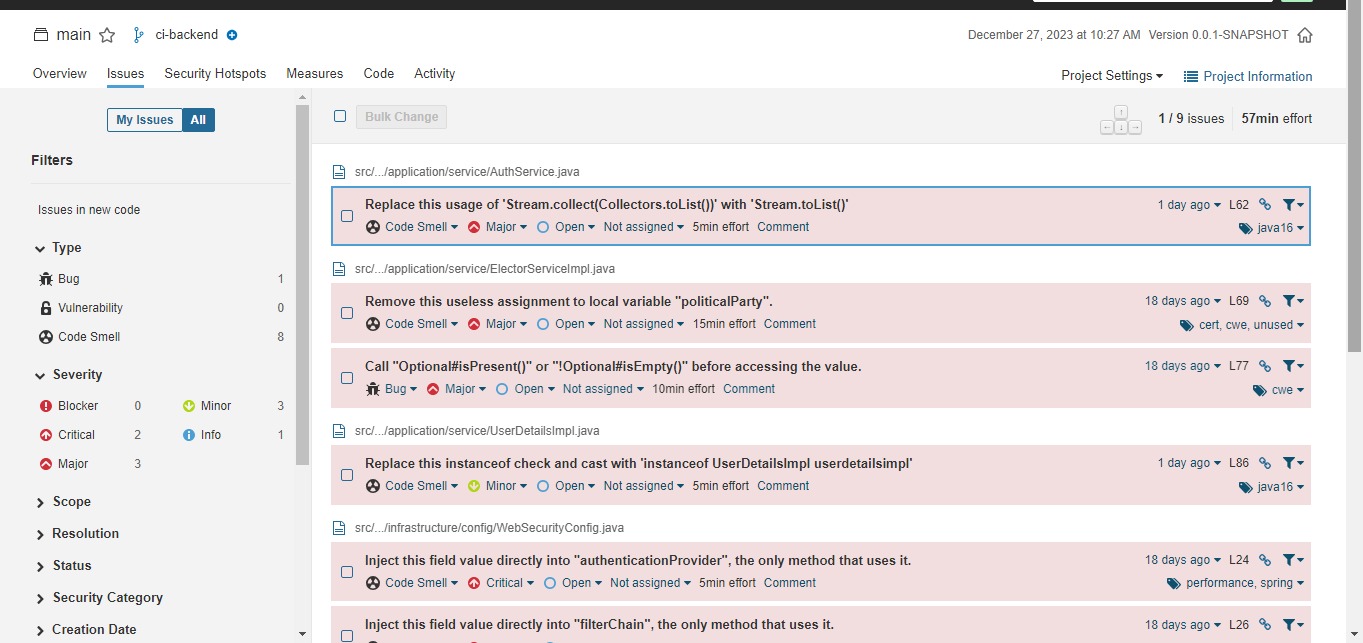 main ci-backend December 27, 2023 at 10:27 AM Version 0.0.1-SNAPSHOT
Overview Issues Security Hotspots Measures Code Activity Project Settings Project Information
My Issues All
Bulk Change
1 / 9 issues 57min effort
Filters
Issues in new code
Type
Bug 1
Vulnerability 0
Code Smell 8
Severity
Blocker 0 Minor 3
Critical 2 Info 1
Major 3
Scope
Resolution
Status
Security Category
Creation Date
src/.../application/service/AuthService.java
Replace this usage of 'Stream.collect(Collectors.toList())' with 'Stream.toList()' 1 day ago L62
Code Smell Major Open Not assigned 5min effort Comment java16
src/.../application/service/ElectorServiceImpl.java
Remove this useless assignment to local variable "politicalParty". 18 days ago L69
Code Smell Major Open Not assigned 15min effort Comment cert, cwe, unused
Call "Optional#isPresent()" or "!Optional#isEmpty()" before accessing the value. 18 days ago L77
Bug Major Open Not assigned 10min effort Comment cwe
src/.../application/service/UserDetailsImpl.java
Replace this instanceof check and cast with 'instanceof UserDetailsImpl userdetailsimpl' 1 day ago L86
Code Smell Minor Open Not assigned 5min effort Comment java16
src/.../infrastructure/config/WebSecurityConfig.java
Inject this field value directly into "authenticationProvider", the only method that uses it. 18 days ago L24
Code Smell Critical Open Not assigned 5min effort Comment performance, spring
Inject this field value directly into "filterChain", the only method that uses it. 18 days ago L26